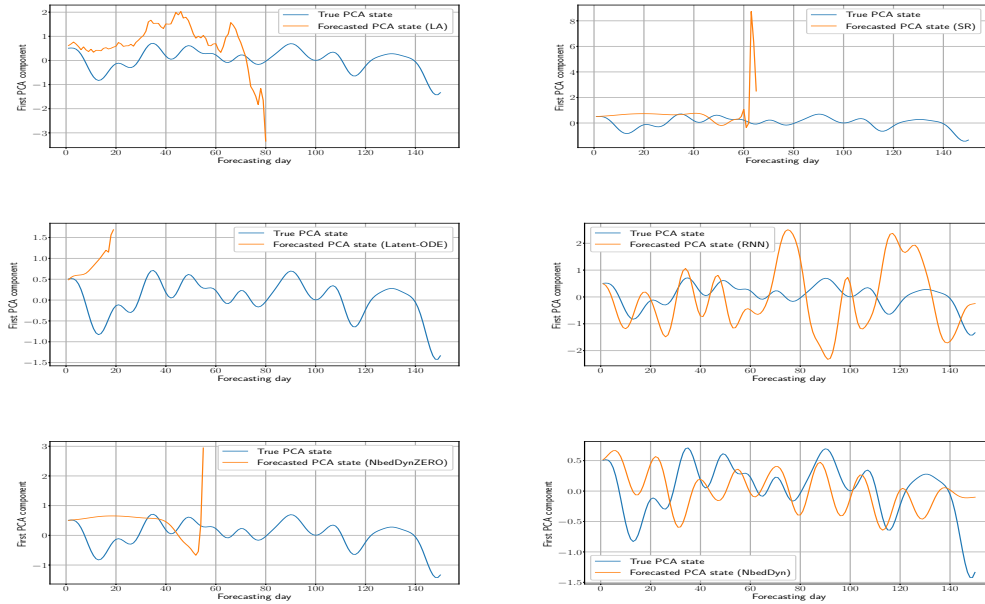 True PCA state
Forecasted PCA state (LA)
First PCA component
2
1
0
−1
−2
−3
0 20 40 60 80 100 120 140
Forecasting day
True PCA state
Forecasted PCA state (SR)
First PCA component
8
6
4
2
0
0 20 40 60 80 100 120 140
Forecasting day
True PCA state
Forecasted PCA state (Latent-ODE)
First PCA component
1.5
1.0
0.5
0.0
−0.5
−1.0
−1.5
0 20 40 60 80 100 120 140
Forecasting day
True PCA state
Forecasted PCA state (RNN)
First PCA component
2
1
0
−1
−2
0 20 40 60 80 100 120 140
Forecasting day
True PCA state
Forecasted PCA state (NbedDynZERO)
First PCA component
3
2
1
0
−1
0 20 40 60 80 100 120 140
Forecasting day
True PCA state
Forecasted PCA state (NbedDyn)
First PCA component
0.5
0.0
−0.5
−1.0
−1.5
0 20 40 60 80 100 120 140
Forecasting day